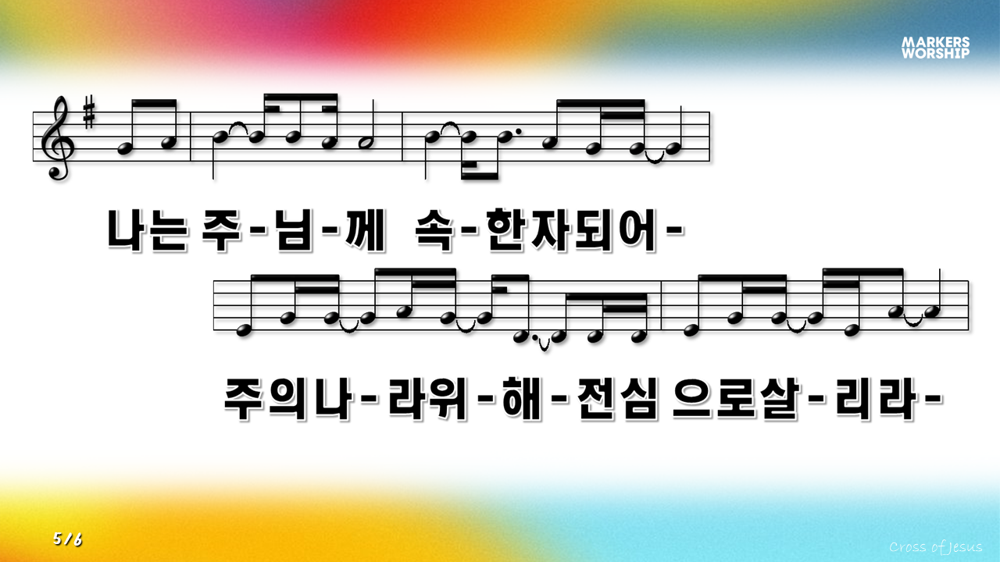 MARKERS
WORSHIP
나는 주-님-께 속-한자되어-
주의나-라위-해-전심 으로살-리라-
5/6
Cross of Jesus